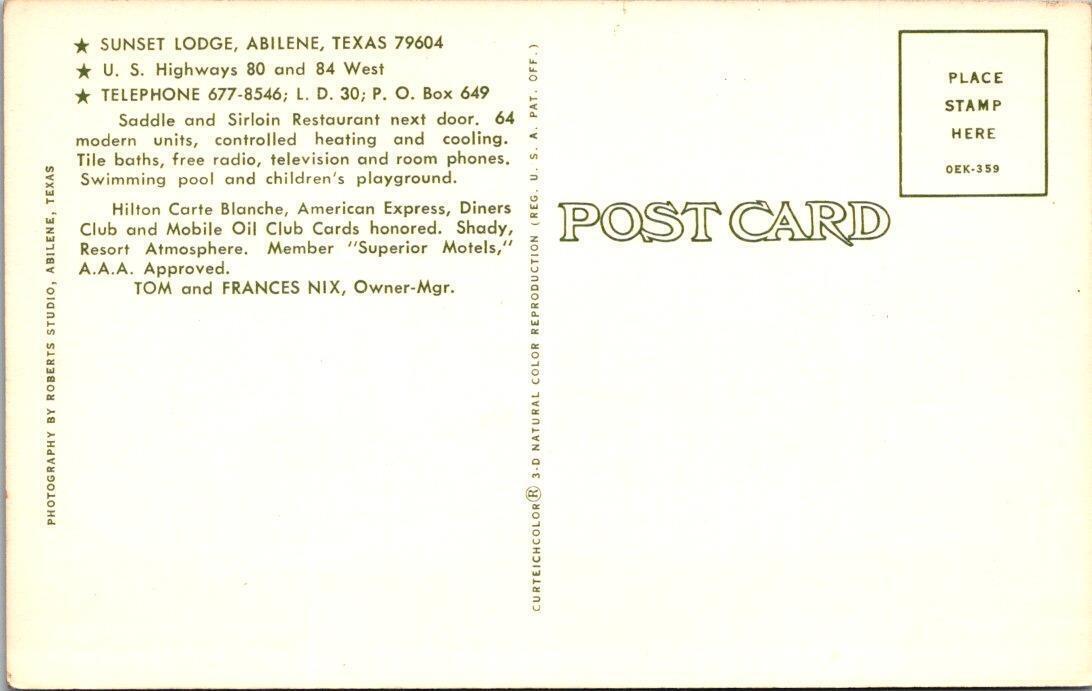 ★ SUNSET LODGE, ABILENE, TEXAS 79604
★ U. S. Highways 80 and 84 West
★ TELEPHONE 677-8546; L. D. 30; P. O. Box 649
Saddle and Sirloin Restaurant next door. 64
modern units, controlled heating and cooling.
Tile baths, free radio, television and room phones.
Swimming pool and children's playground.
Hilton Carte Blanche, American Express, Diners
Club and Mobile Oil Club Cards honored. Shady,
Resort Atmosphere. Member "Superior Motels,"
A.A.A. Approved.
TOM and FRANCES NIX, Owner-Mgr.
PHOTOGRAPHY BY ROBERTS STUDIO, ABILENE, TEXAS
CURTEICHCOLOR® 3-D NATURAL COLOR REPRODUCTION (REG. U. S. A. PAT. OFF.)
POST CARD
PLACE
STAMP
HERE
OEK-359